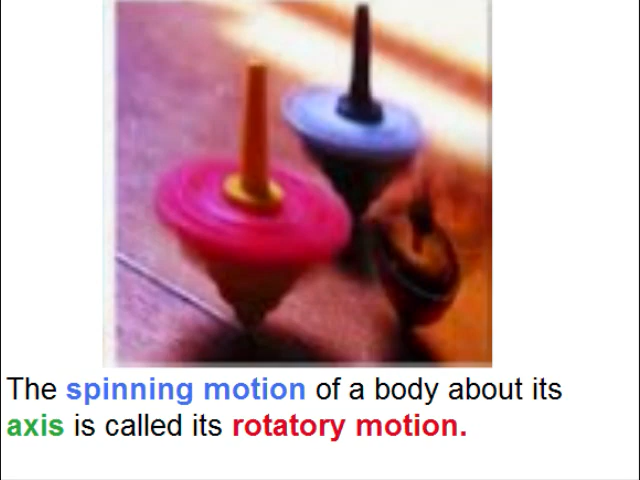 The spinning motion of a body about its
axis is called its rotatory motion.